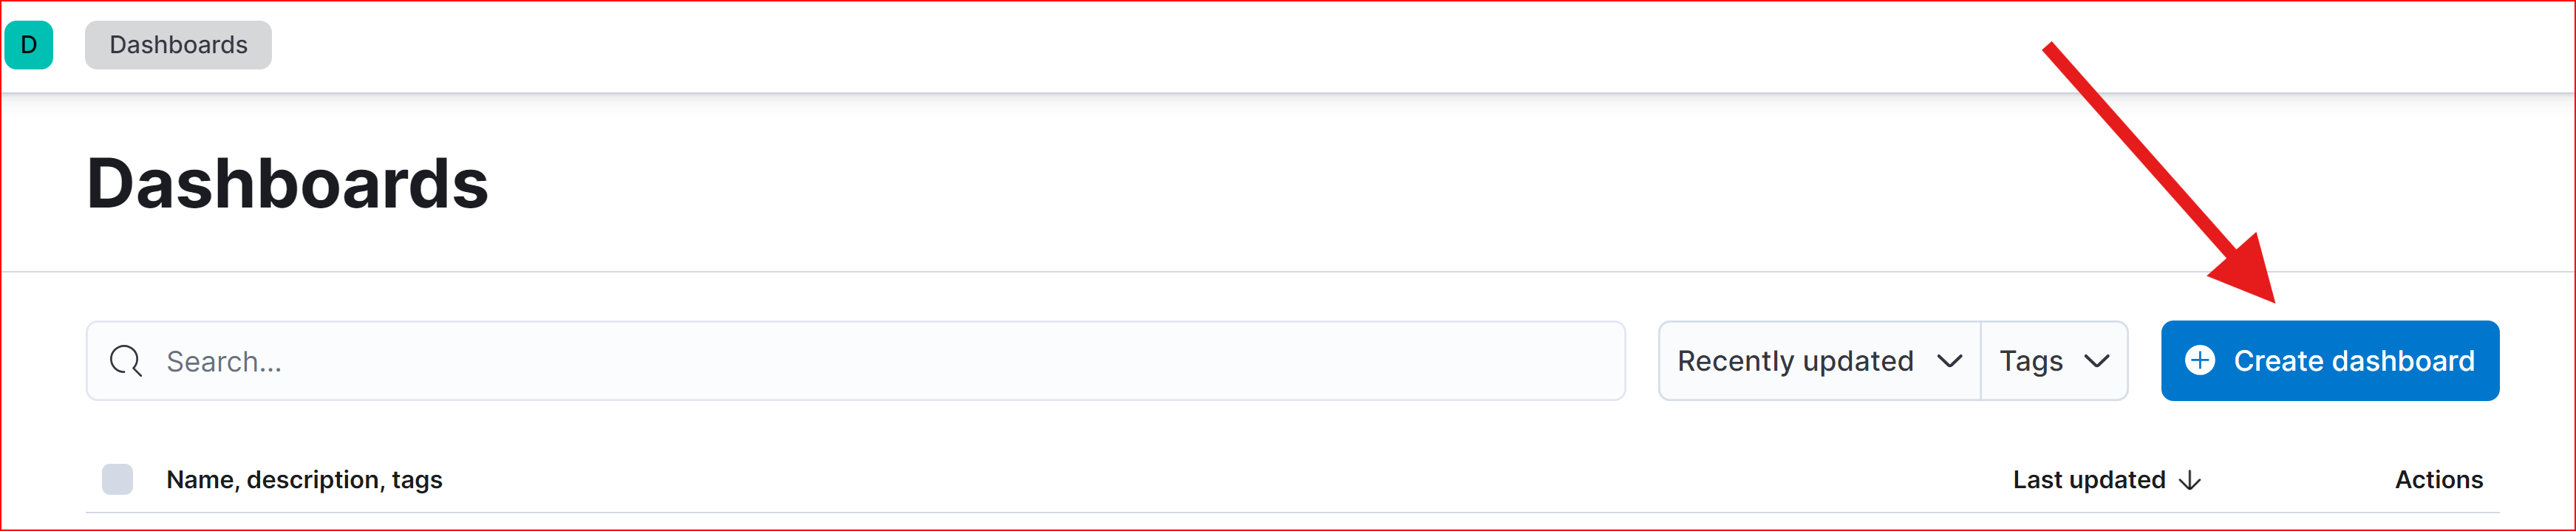 D Dashboards
Dashboards
Search... Recently updated Tags Create dashboard
Name, description, tags Last updated Actions